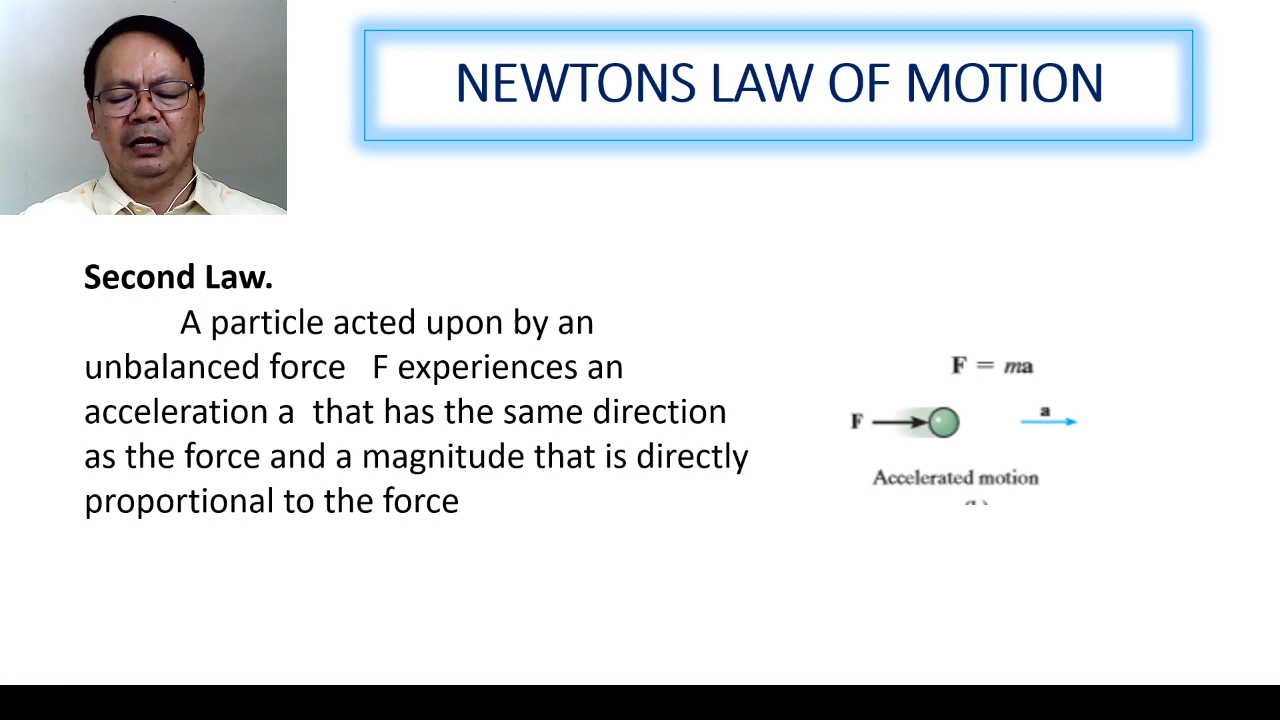 NEWTONS LAW OF MOTION
Second Law.
A particle acted upon by an
unbalanced force   F experiences an
acceleration a  that has the same direction
as the force and a magnitude that is directly
proportional to the force
F = ma
F
a
Accelerated motion